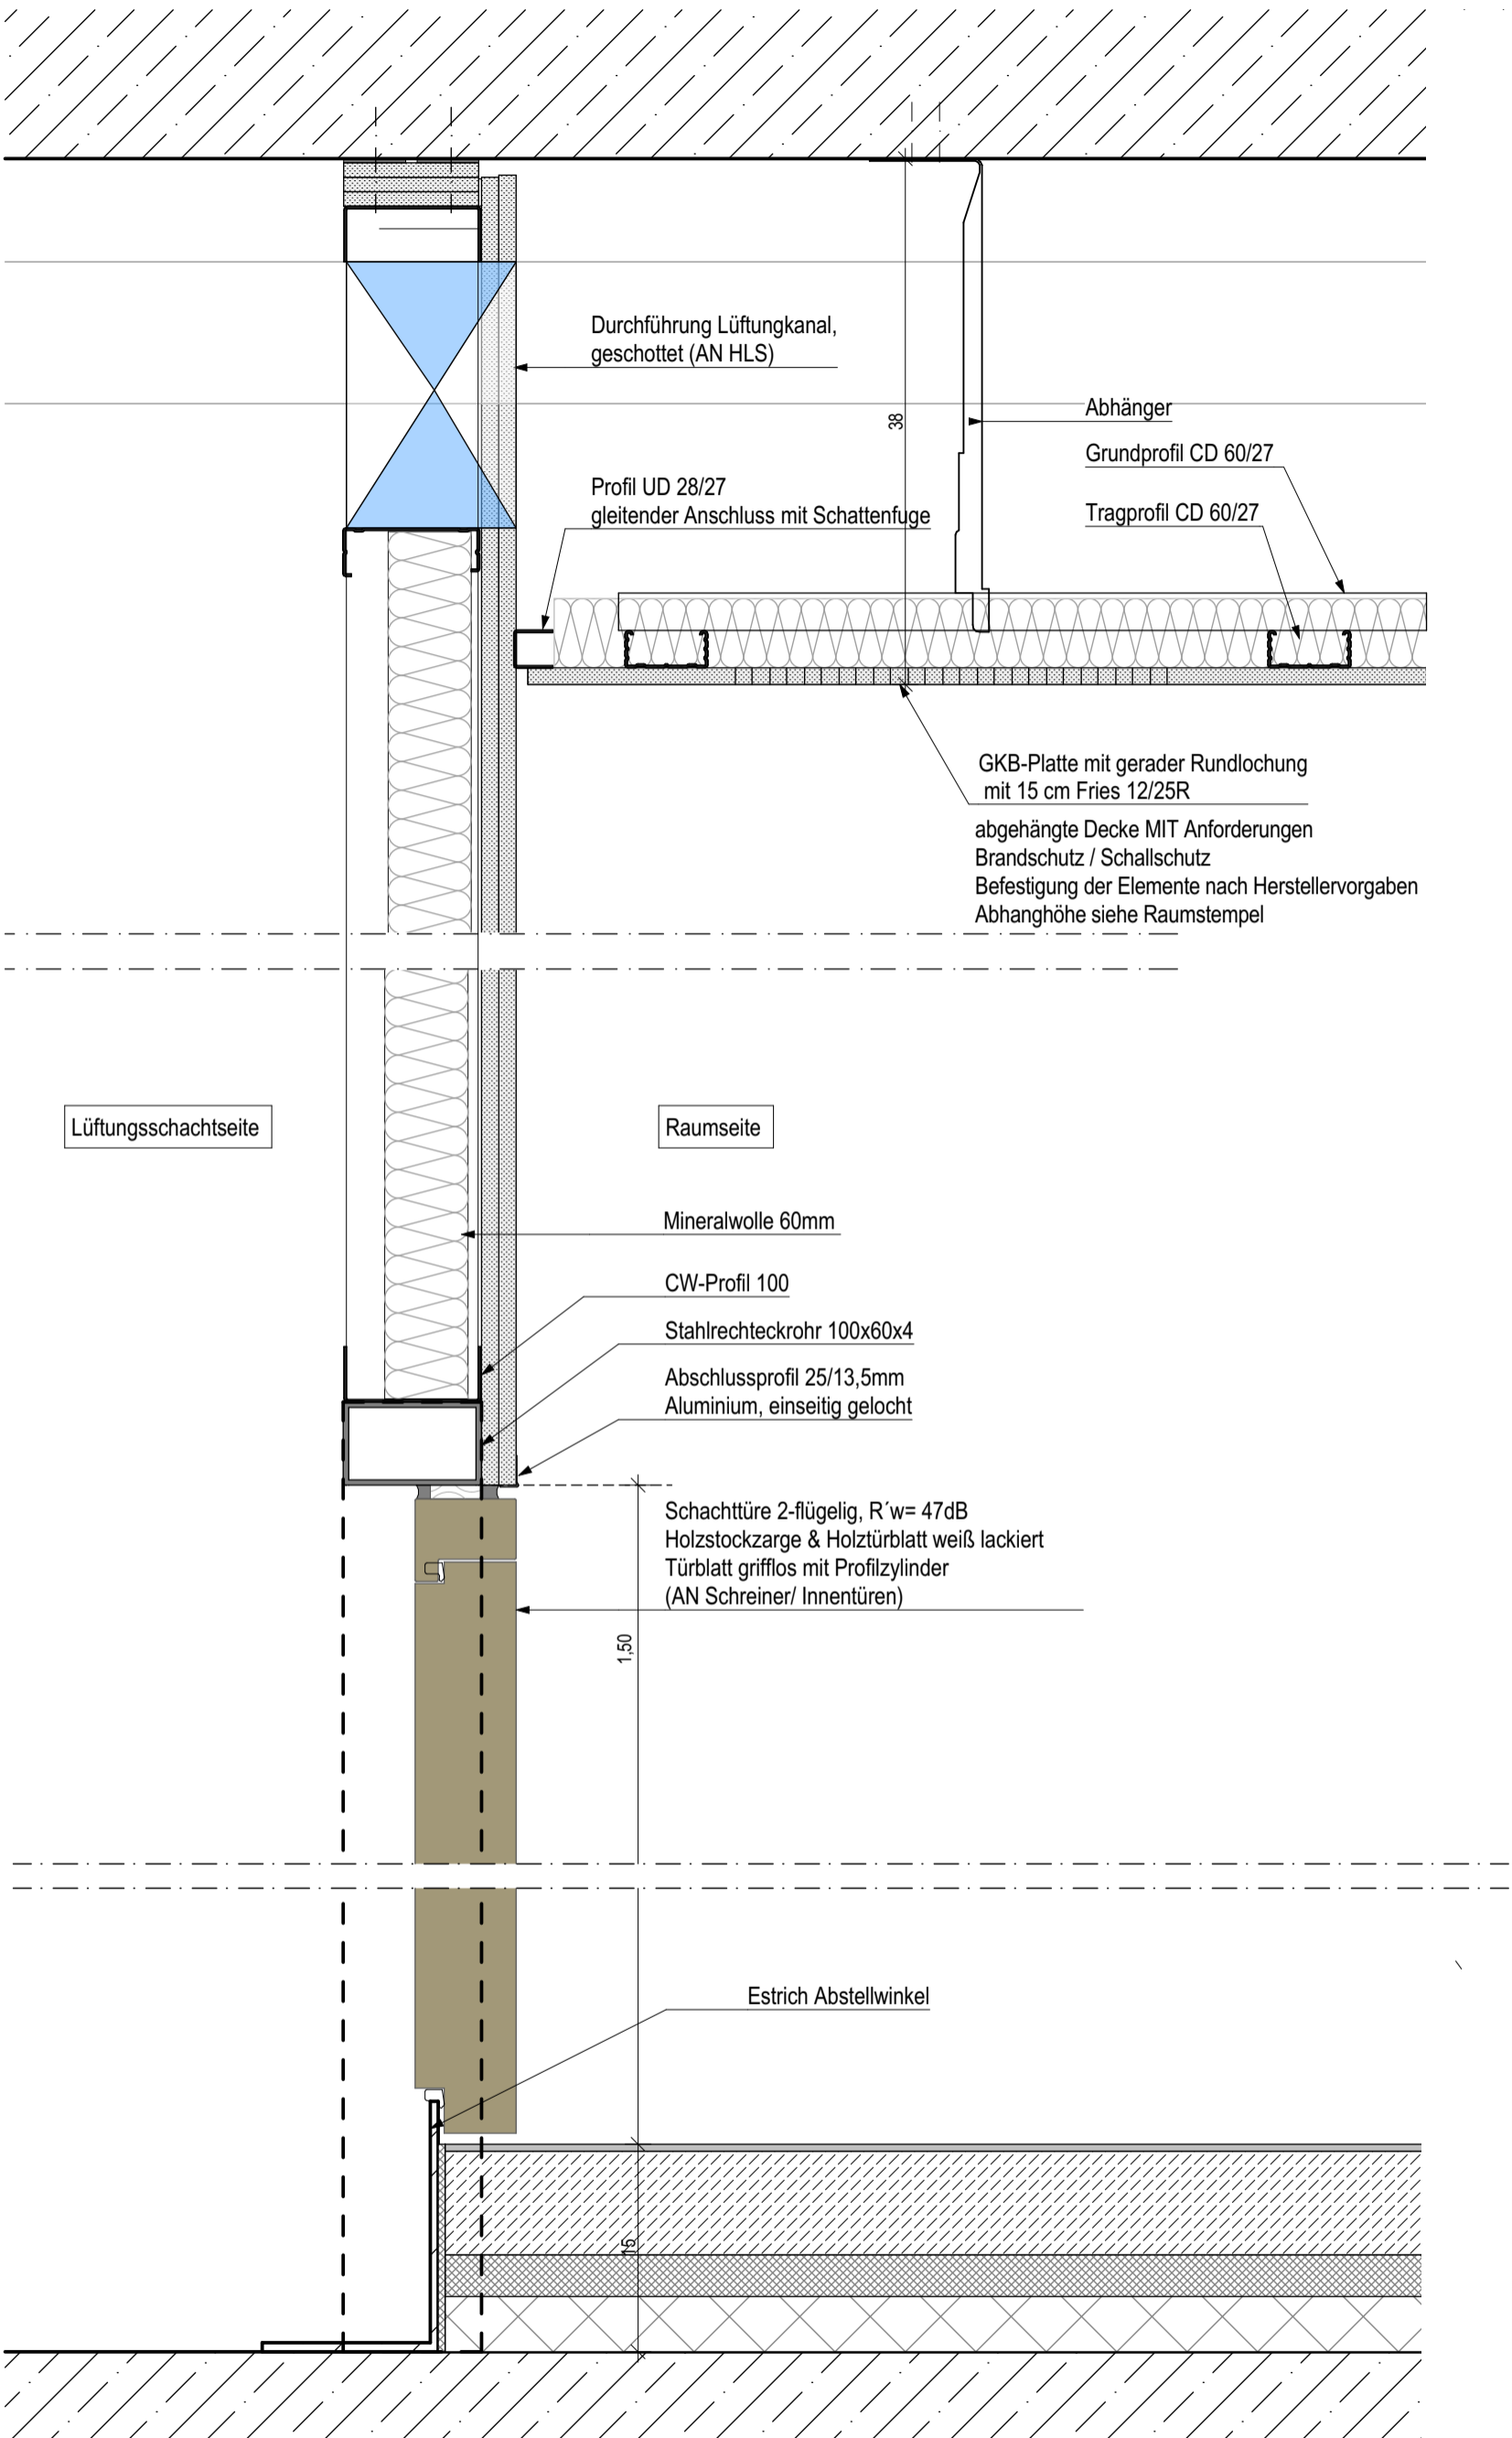 Durchführung Lüftungkanal,
geschottet (AN HLS)
38
Abhänger
Grundprofil CD 60/27
Profil UD 28/27
gleitender Anschluss mit Schattenfuge
Tragprofil CD 60/27
GKB-Platte mit gerader Rundlochung
mit 15 cm Fries 12/25R
abgehängte Decke MIT Anforderungen
Brandschutz / Schallschutz
Befestigung der Elemente nach Herstellervorgaben
Abhanghöhe siehe Raumstempel
Lüftungsschachtseite
Raumseite
Mineralwolle 60mm
CW-Profil 100
Stahlrechteckrohr 100x60x4
Abschlussprofil 25/13,5mm
Aluminium, einseitig gelocht
Schachttüre 2-flügelig, R´w= 47dB
Holzstockzarge & Holztürblatt weiß lackiert
Türblatt grifflos mit Profilzylinder
(AN Schreiner/ Innentüren)
1,50
Estrich Abstellwinkel
15